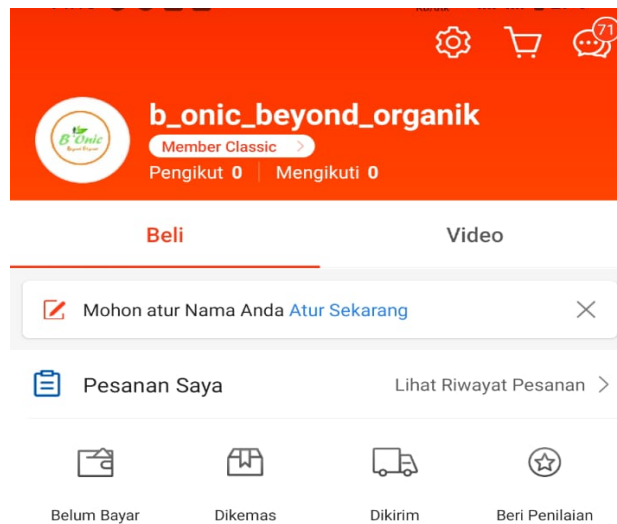 71
b_onic_beyond_organik
B'Onic
Member Classic
Pengikut 0 Mengikuti 0
Beli Video
Mohon atur Nama Anda Atur Sekarang
Pesanan Saya Lihat Riwayat Pesanan
Belum Bayar Dikemas Dikirim Beri Penilaian